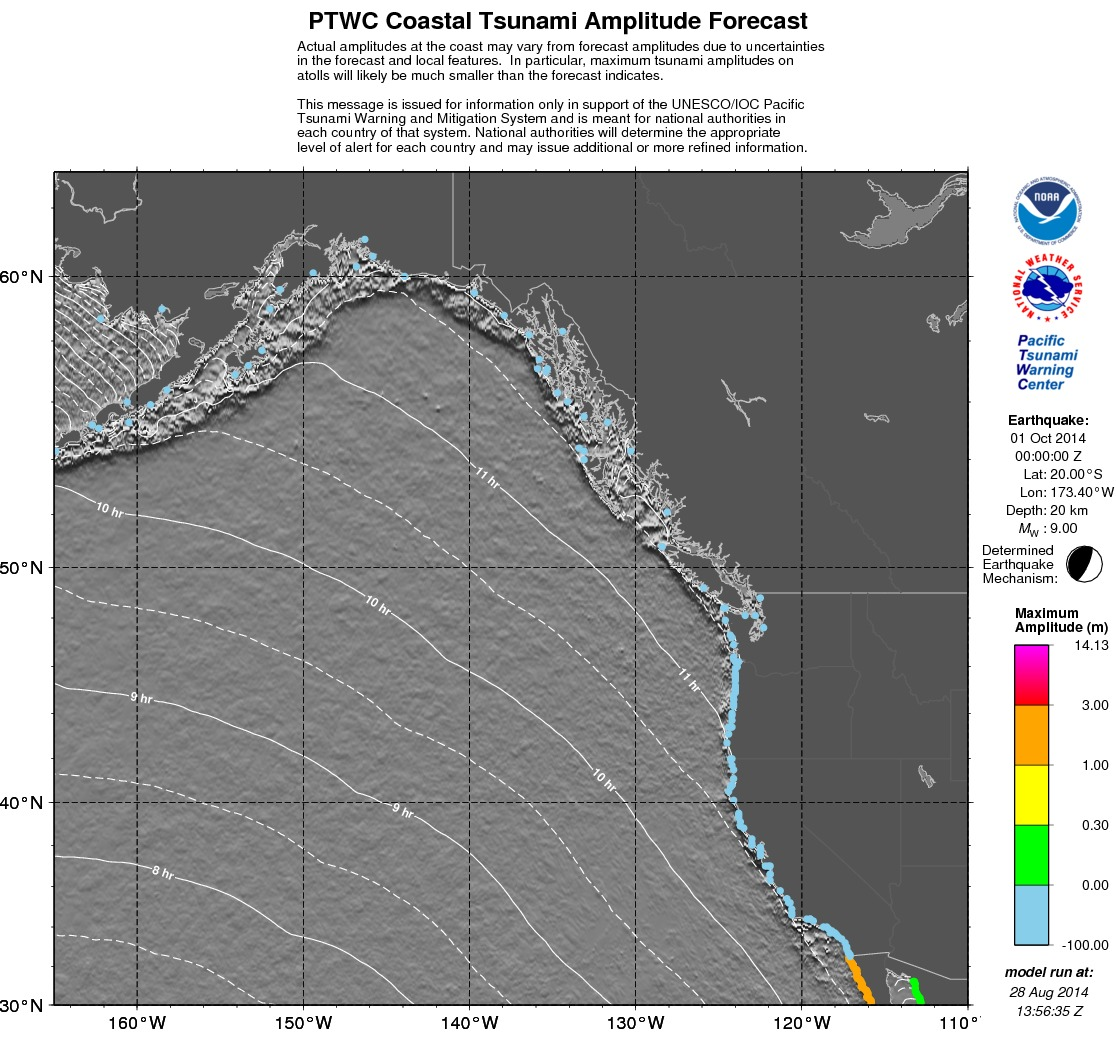 PTWC Coastal Tsunami Amplitude Forecast
Actual amplitudes at the coast may vary from forecast amplitudes due to uncertainties
in the forecast and local features.  In particular, maximum tsunami amplitudes on
atolls will likely be much smaller than the forecast indicates.
This message is issued for information only in support of the UNESCO/IOC Pacific
Tsunami Warning and Mitigation System and is meant for national authorities in
each country of that system. National authorities will determine the appropriate
level of alert for each country and may issue additional or more refined information.
60°N
50°N
40°N
30°N
160°W
150°W
140°W
130°W
120°W
110°
11 hr
10 hr
10 hr
11 hr
9 hr
10 hr
9 hr
8 hr
NATIONAL OCEANIC AND ATMOSPHERIC ADMINISTRATION
NOAA
U.S. DEPARTMENT OF COMMERCE
NATIONAL WEATHER SERVICE
Pacific
Tsunami
Warning
Center
Earthquake:
01 Oct 2014
00:00:00 Z
Lat: 20.00°S
Lon: 173.40°W
Depth: 20 km
MW : 9.00
Determined
Earthquake
Mechanism:
Maximum
Amplitude (m)
14.13
3.00
1.00
0.30
0.00
-100.00
model run at:
28 Aug 2014
13:56:35 Z